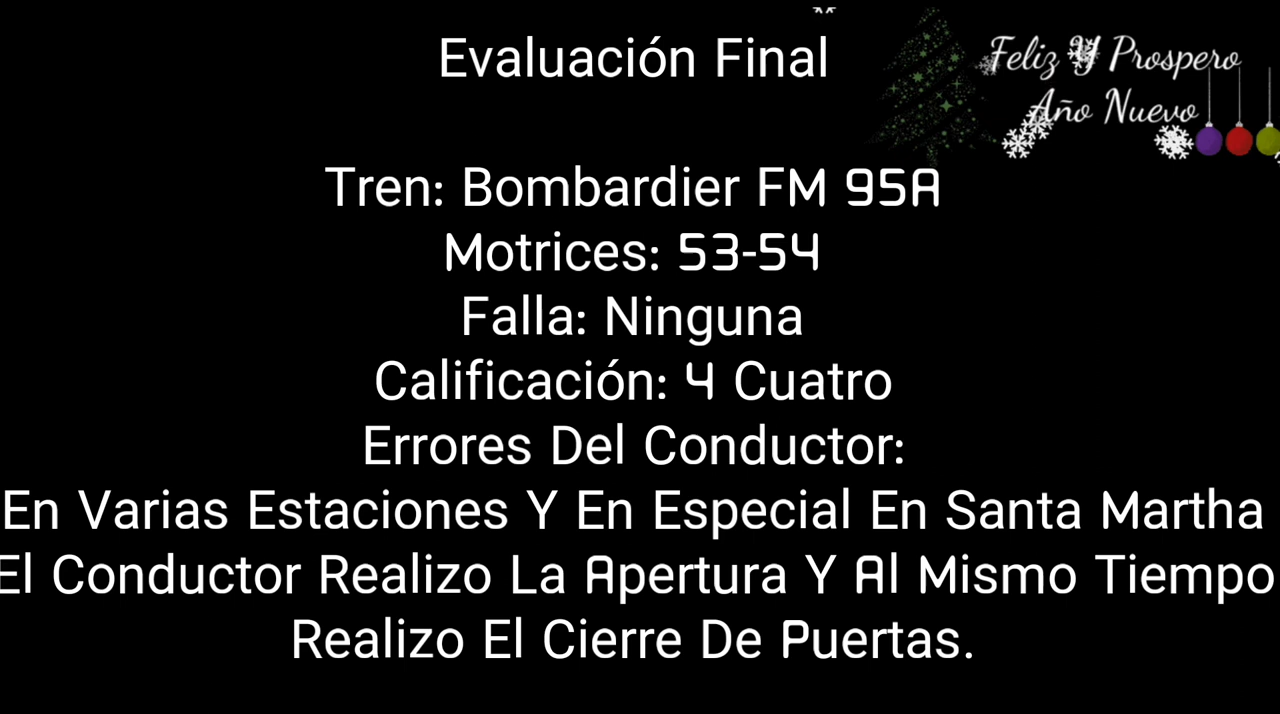 Evaluación Final
Feliz Y Prospero
Año Nuevo
Tren: Bombardier FM 95A
Motrices: 53-54
Falla: Ninguna
Calificación: 4 Cuatro
Errores Del Conductor:
En Varias Estaciones Y En Especial En Santa Martha
El Conductor Realizo La Apertura Y Al Mismo Tiempo
Realizo El Cierre De Puertas.